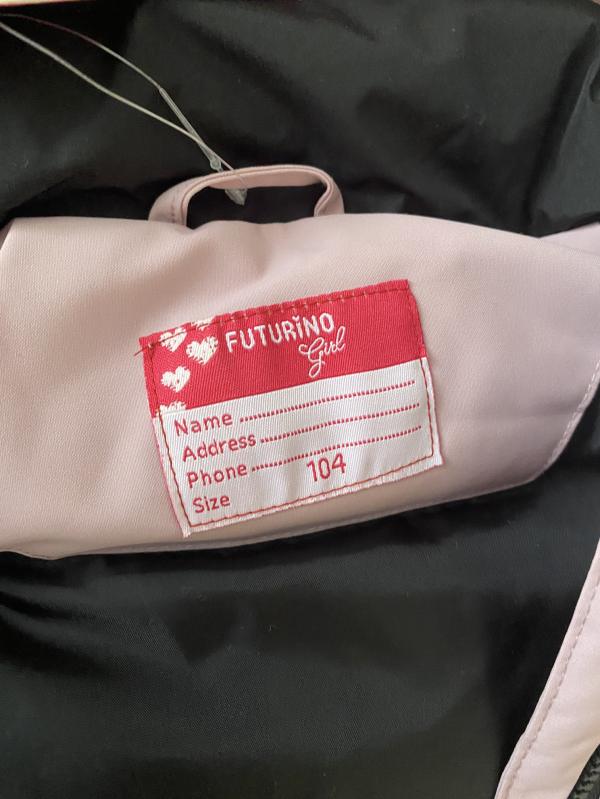 FUTURINO
Girl
Name
Address
Phone
Size 104